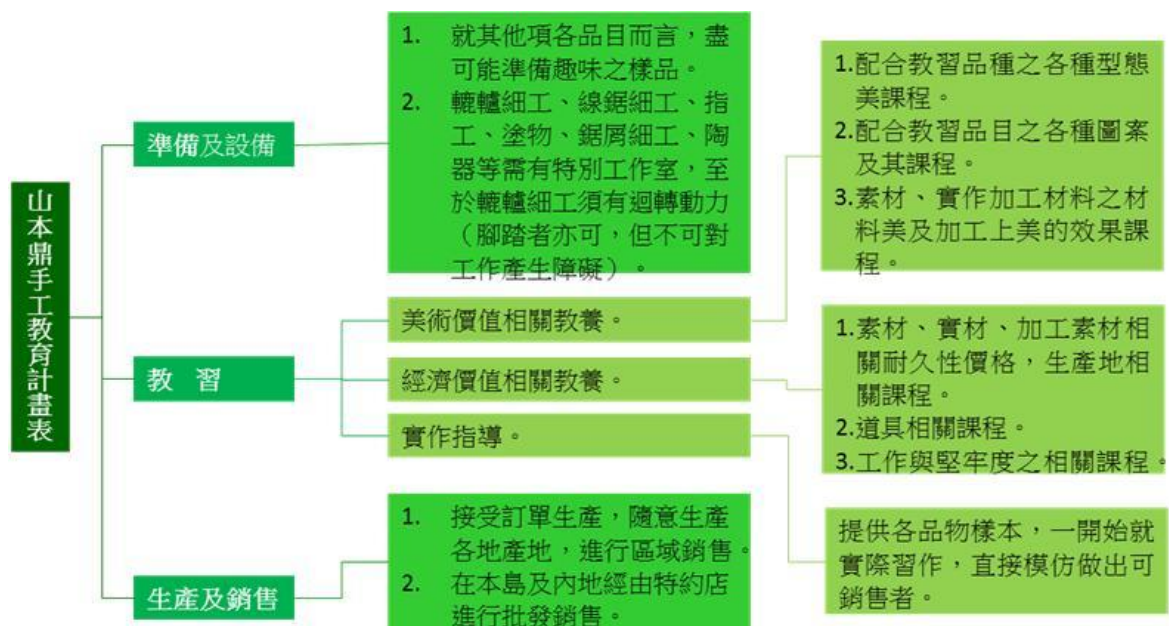 山本鼎手工教育計畫表
準備及設備
1. 就其他項各品目而言，盡
可能準備趣味之樣品。
2. 轆轤細工、線鋸細工、指
工、塗物、鋸屑細工、陶
器等需有特別工作室，至
於轆轤細工須有迴轉動力
（腳踏者亦可，但不可對
工作產生障礙）。
教 習
美術價值相關教養。
1.配合教習品種之各種型態
美課程。
2.配合教習品目之各種圖案
及其課程。
3.素材、實作加工材料之材
料美及加工上美的效果課
程。
經濟價值相關教養。
1.素材、實材、加工素材相
關耐久性價格，生產地相
關課程。
2.道具相關課程。
3.工作與堅牢度之相關課程。
實作指導。
提供各品物樣本，一開始就
實際習作，直接模仿做出可
銷售者。
生產及銷售
1. 接受訂單生產，隨意生產
各地產地，進行區域銷售。
2. 在本島及內地經由特約店
進行批發銷售。